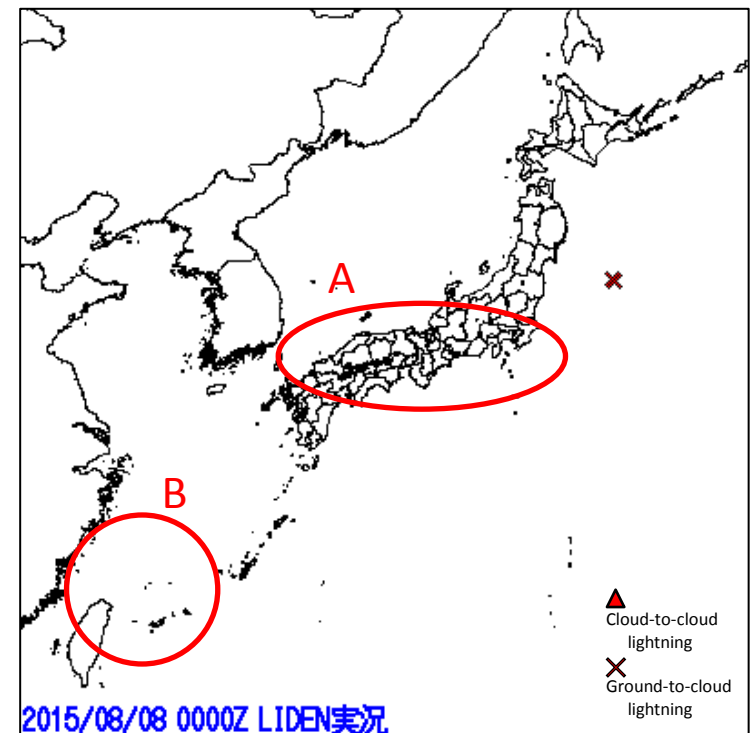 A
B
Cloud-to-cloud
lightning
Ground-to-cloud
lightning
2015/08/08 0000Z LIDEN実況